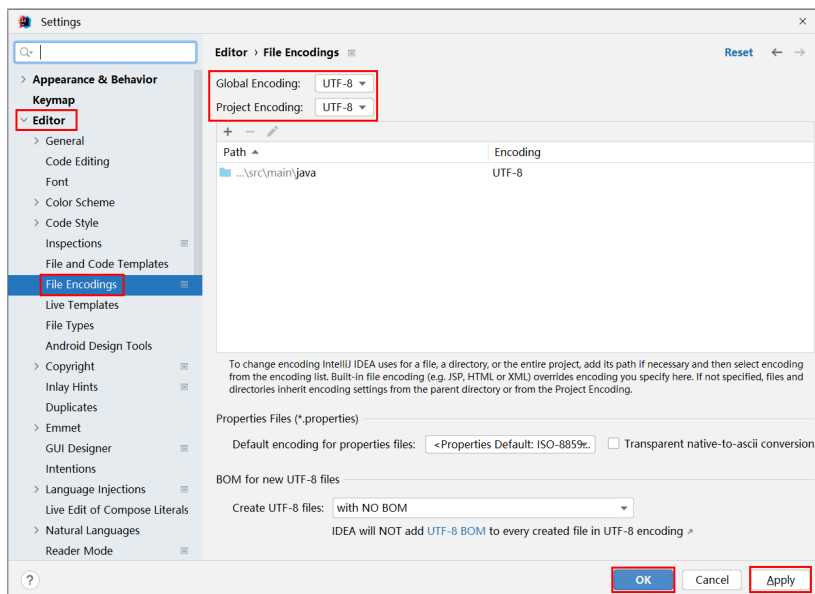 Settings
Editor › File Encodings
Reset
Appearance & Behavior
Keymap
Editor
General
Code Editing
Font
Color Scheme
Code Style
Inspections
File and Code Templates
File Encodings
Live Templates
File Types
Android Design Tools
Copyright
Inlay Hints
Duplicates
Emmet
GUI Designer
Intentions
Language Injections
Live Edit of Compose Literals
Natural Languages
Reader Mode
Global Encoding: UTF-8
Project Encoding: UTF-8
Path Encoding
...\src\main\java UTF-8
To change encoding IntelliJ IDEA uses for a file, a directory, or the entire project, add its path if necessary and then select encoding
from the encoding list. Built-in file encoding (e.g. JSP, HTML or XML) overrides encoding you specify here. If not specified, files and
directories inherit encoding settings from the parent directory or from the Project Encoding.
Properties Files (*.properties)
Default encoding for properties files: <Properties Default: ISO-8859 Transparent native-to-ascii conversion
BOM for new UTF-8 files
Create UTF-8 files: with NO BOM
IDEA will NOT add UTF-8 BOM to every created file in UTF-8 encoding ↗
? OK Cancel Apply